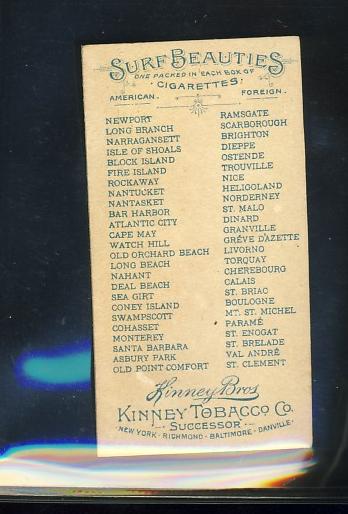 SURF BEAUTIES
ONE PACKED IN EACH BOX OF
CIGARETTES.
AMERICAN.
FOREIGN.
NEWPORT
LONG BRANCH
NARRAGANSETT
ISLE OF SHOALS
BLOCK ISLAND
FIRE ISLAND
ROCKAWAY
NANTUCKET
NANTASKET
BAR HARBOR
ATLANTIC CITY
CAPE MAY
WATCH HILL
OLD ORCHARD BEACH
LONG BEACH
NAHANT
DEAL BEACH
SEA GIRT
CONEY ISLAND
SWAMPSCOTT
COHASSET
MONTEREY
SANTA BARBARA
ASBURY PARK
OLD POINT COMFORT
RAMSGATE
SCARBOROUGH
BRIGHTON
DIEPPE
OSTENDE
TROUVILLE
NICE
HELIGOLAND
NORDERNEY
ST. MALO
DINARD
GRANVILLE
GRÉVE D'AZETTE
LIVORNO
TORQUAY
CHEREBOURG
CALAIS
ST. BRIAC
BOULOGNE
MT. ST. MICHEL
PARAMÉ
ST. ENOGAT
ST. BRELADE
VAL ANDRÉ
ST. CLEMENT
Kinney Bros
KINNEY TOBACCO CO.
SUCCESSOR
NEW YORK · RICHMOND · BALTIMORE · DANVILLE